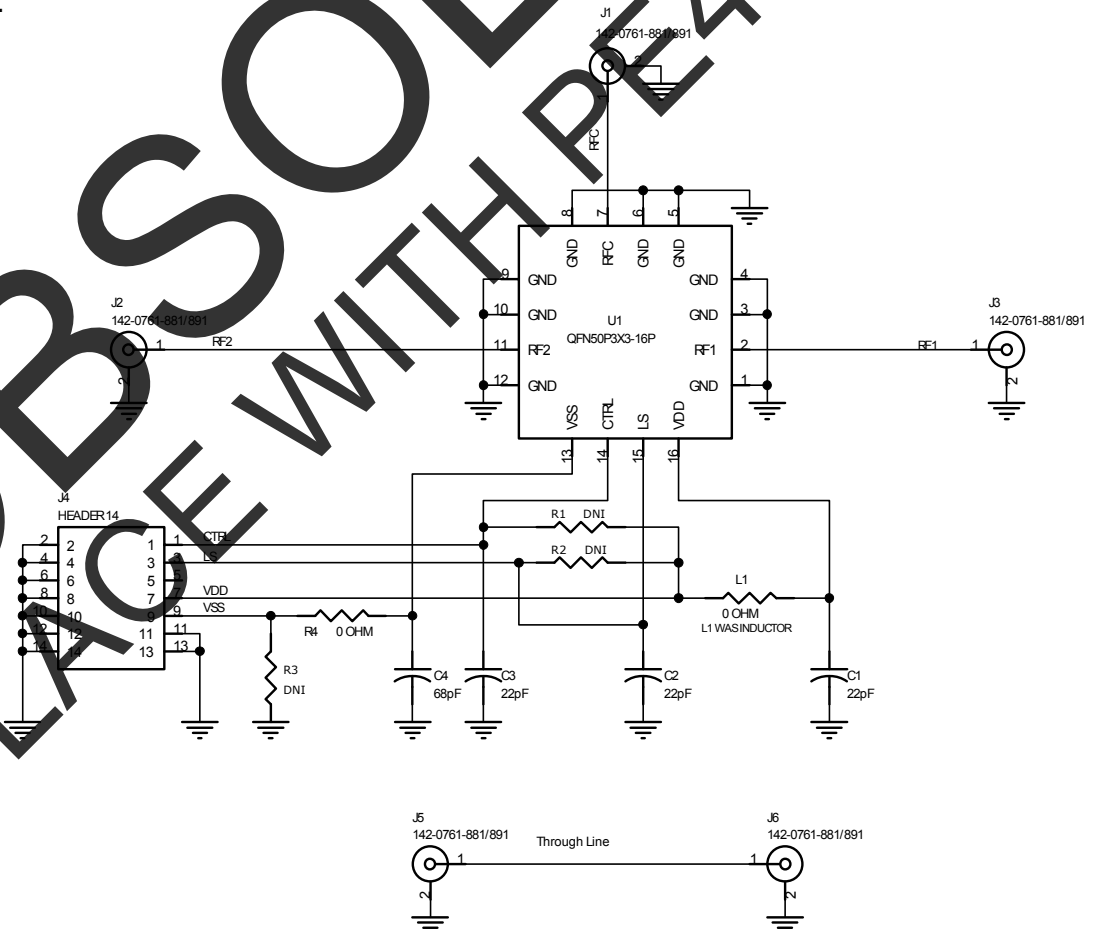 BSOL
LACE WITH PE4
J1
142-0761-881/891
2
1
RFC
8
7
6
5
GND
RFC
GND
GND
9
GND
GND
4
10
GND
GND
3
U1
QFN50P3X3-16P
J2
142-0761-881/891
1
RF2
11
RF2
RF1
2
RF1
1
J3
142-0761-881/891
2
2
12
GND
GND
1
VSS
CTRL
LS
VDD
13
14
15
16
J4
HEADER 14
2
2
1
1
CTRL
4
4
3
3
LS
6
6
5
5
8
8
7
7
VDD
10
10
9
9
VSS
12
12
11
11
14
14
13
13
R1 DNI
R2 DNI
L1
0 OHM
L1 WAS INDUCTOR
R4 0 OHM
R3
DNI
C4
68pF
C3
22pF
C2
22pF
C1
22pF
J5
142-0761-881/891
1
Through Line
1
J6
142-0761-881/891
2
2